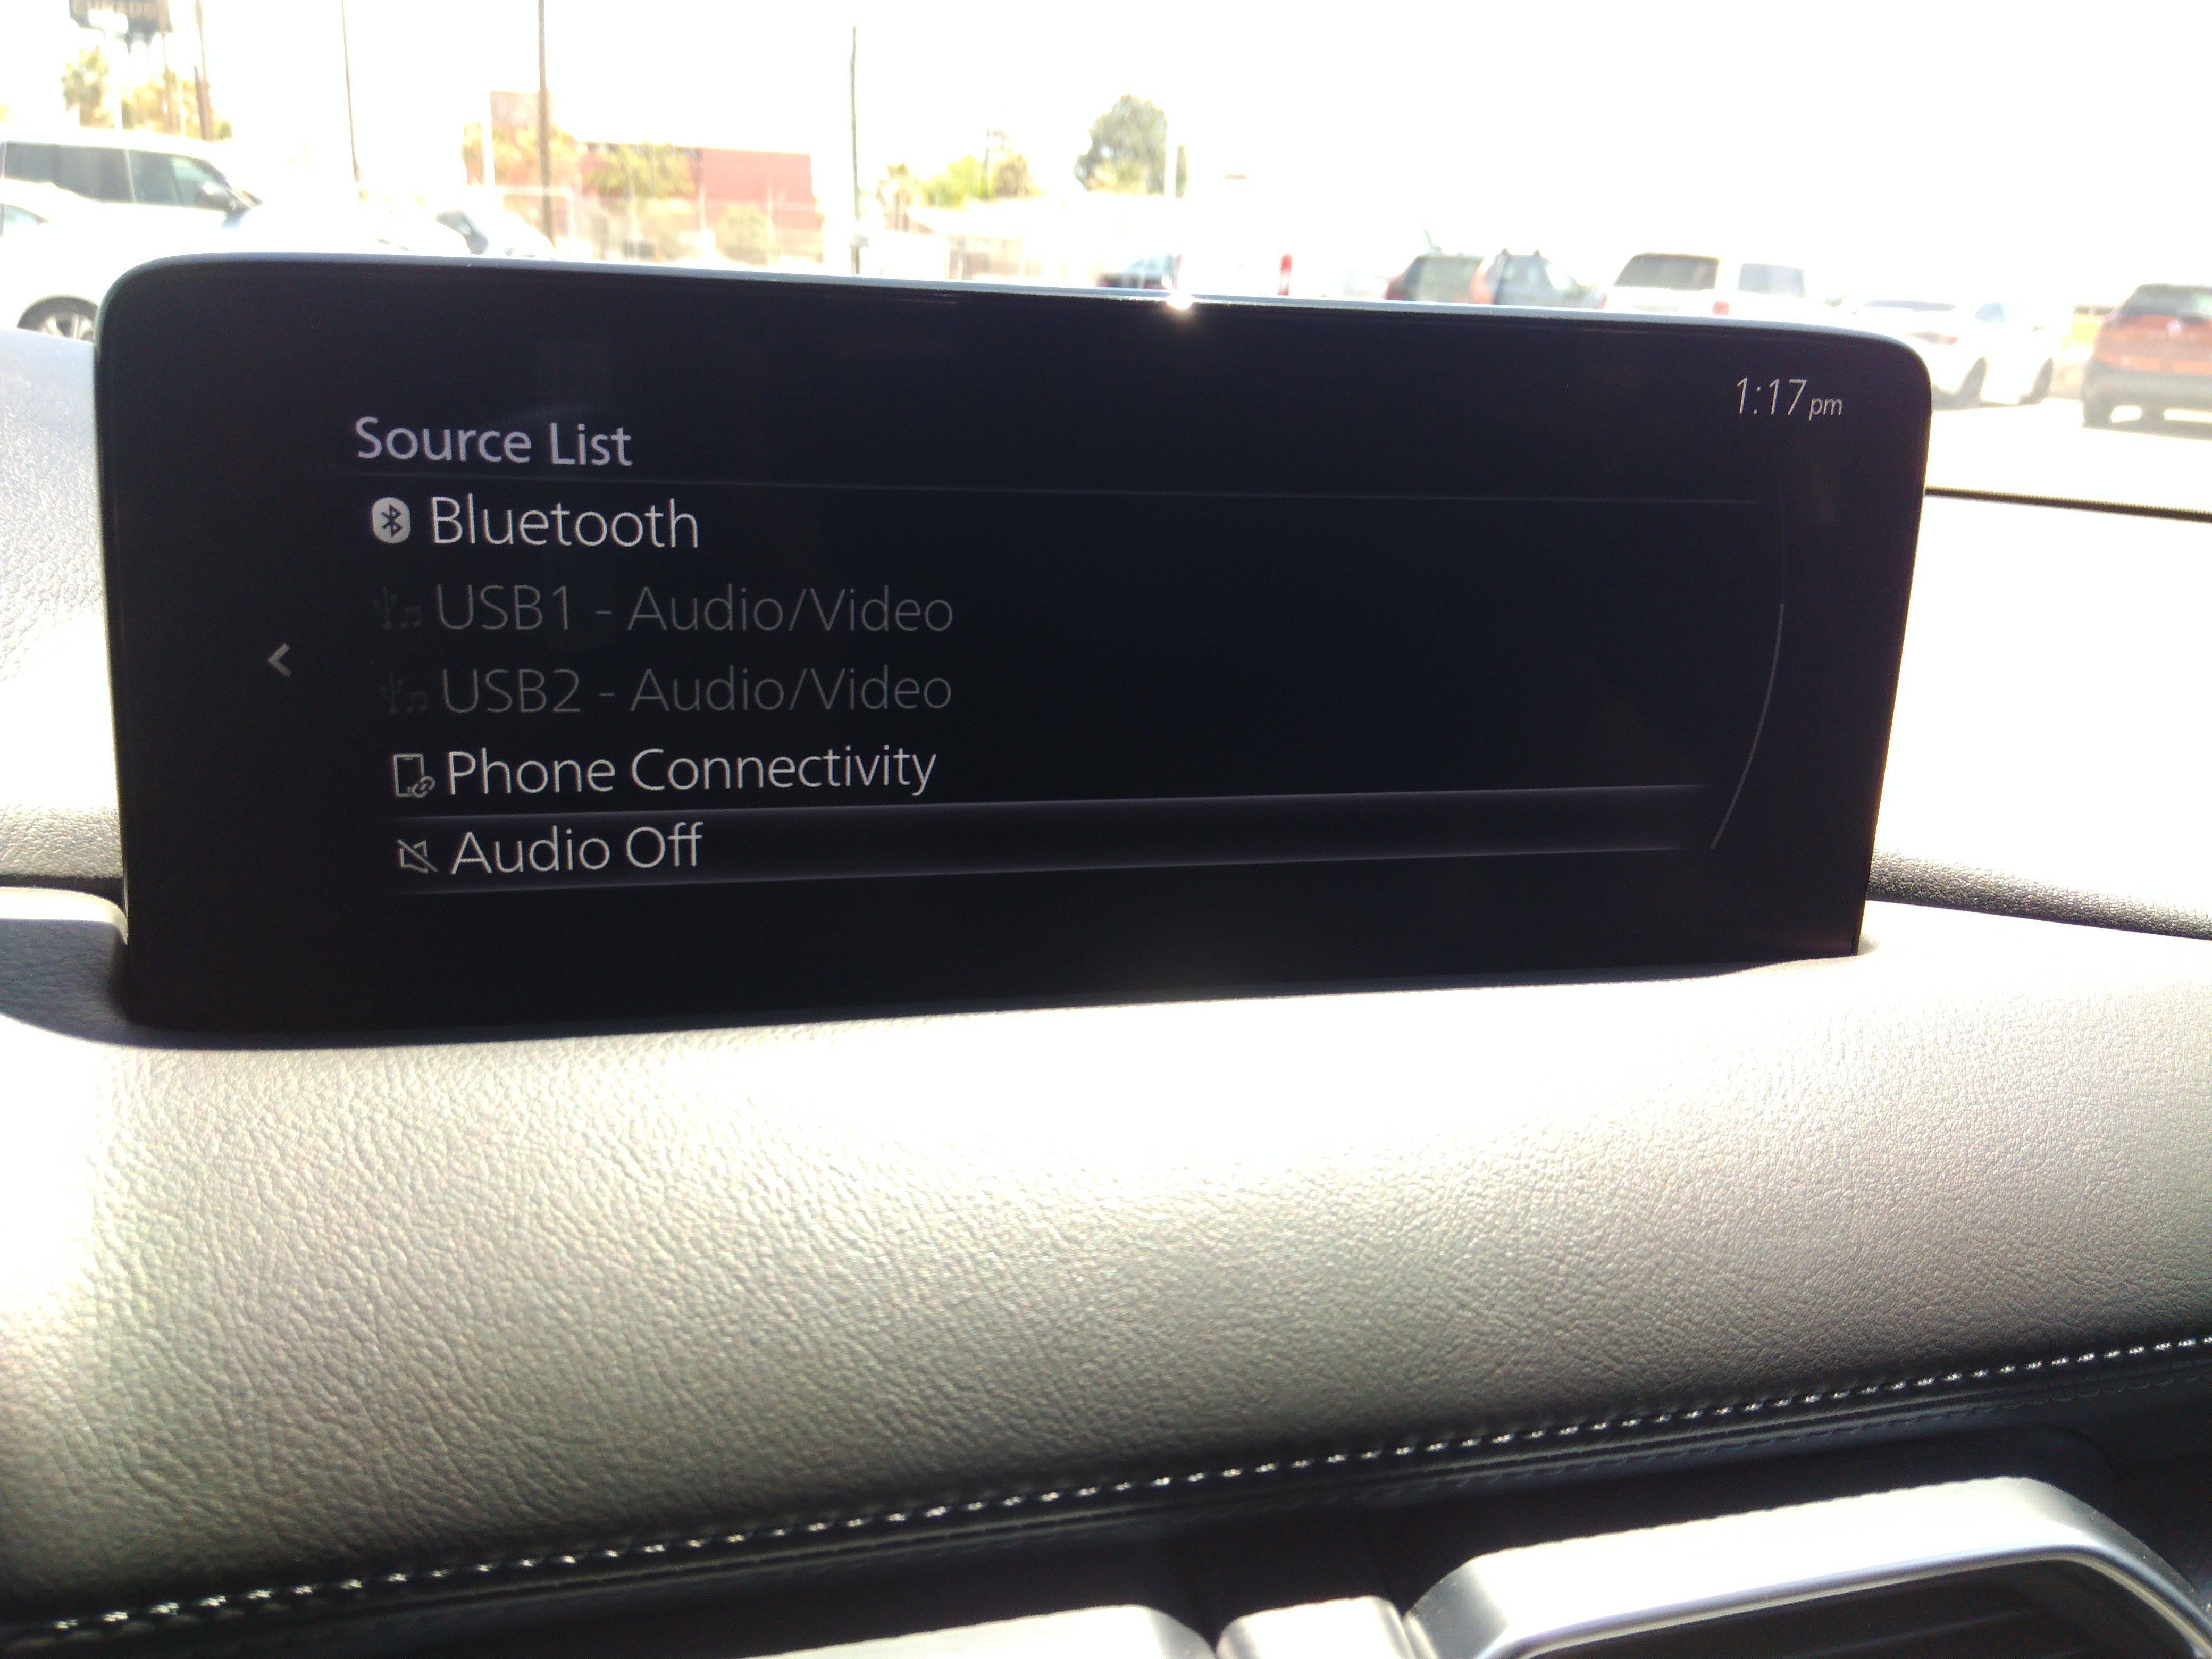 1:17pm
Source List
Bluetooth
USB1 - Audio/Video
USB2 - Audio/Video
Phone Connectivity
Audio Off